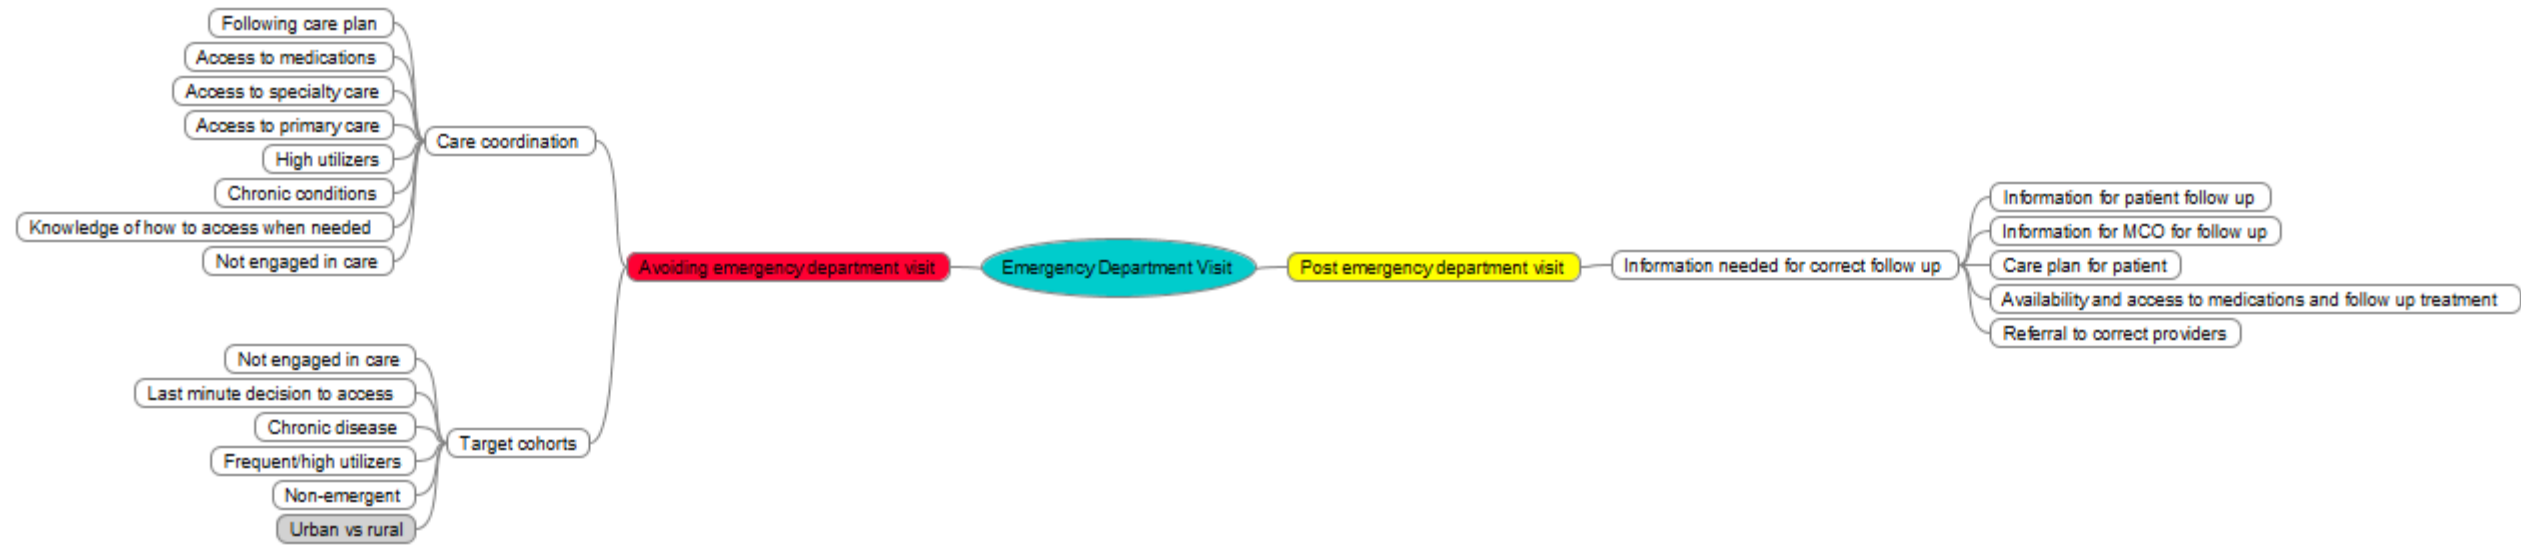 Following care plan
Access to medications
Access to specialty care
Access to primary care
High utilizers
Chronic conditions
Knowledge of how to access when needed
Not engaged in care
Care coordination
Not engaged in care
Last minute decision to access
Chronic disease
Frequent/high utilizers
Non-emergent
Urban vs rural
Target cohorts
Avoiding emergency department visit
Emergency Department Visit
Post emergency department visit
Information needed for correct follow up
Information for patient follow up
Information for MCO for follow up
Care plan for patient
Availability and access to medications and follow up treatment
Referral to correct providers